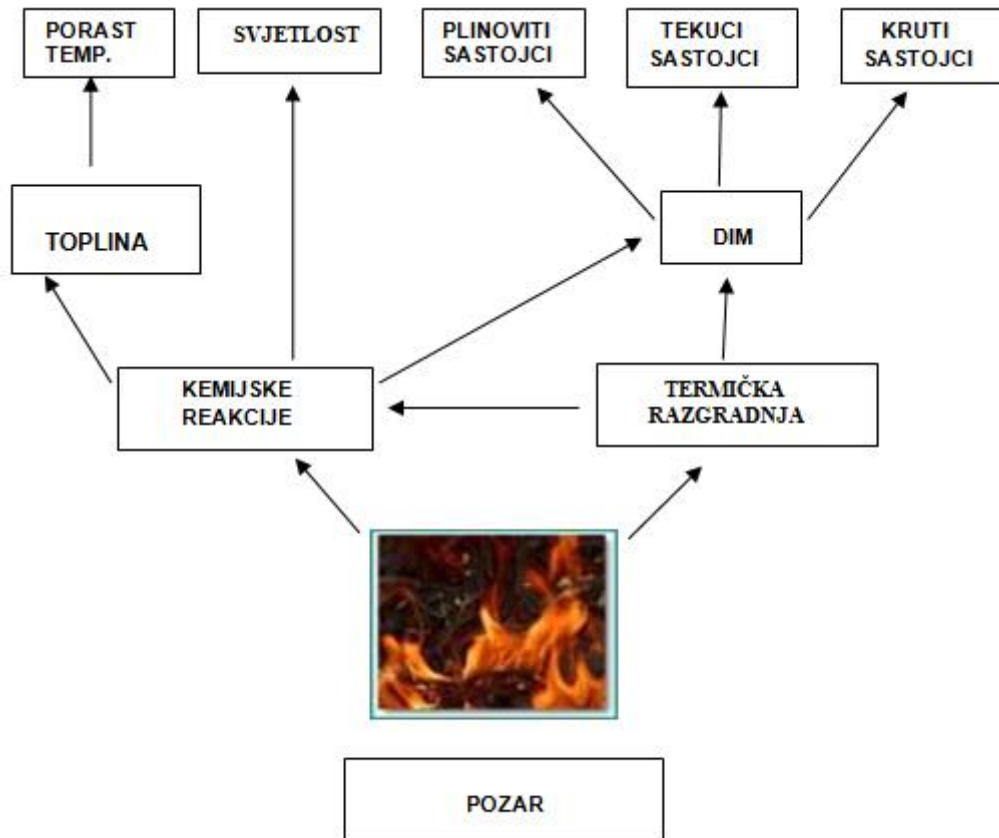 PORAST
TEMP.
SVJETLOST
PLINOVITI
SASTOJCI
TEKUCI
SASTOJCI
KRUTI
SASTOJCI
TOPLINA
DIM
KEMIJSKE
REAKCIJE
TERMIČKA
RAZGRADNJA
POZAR